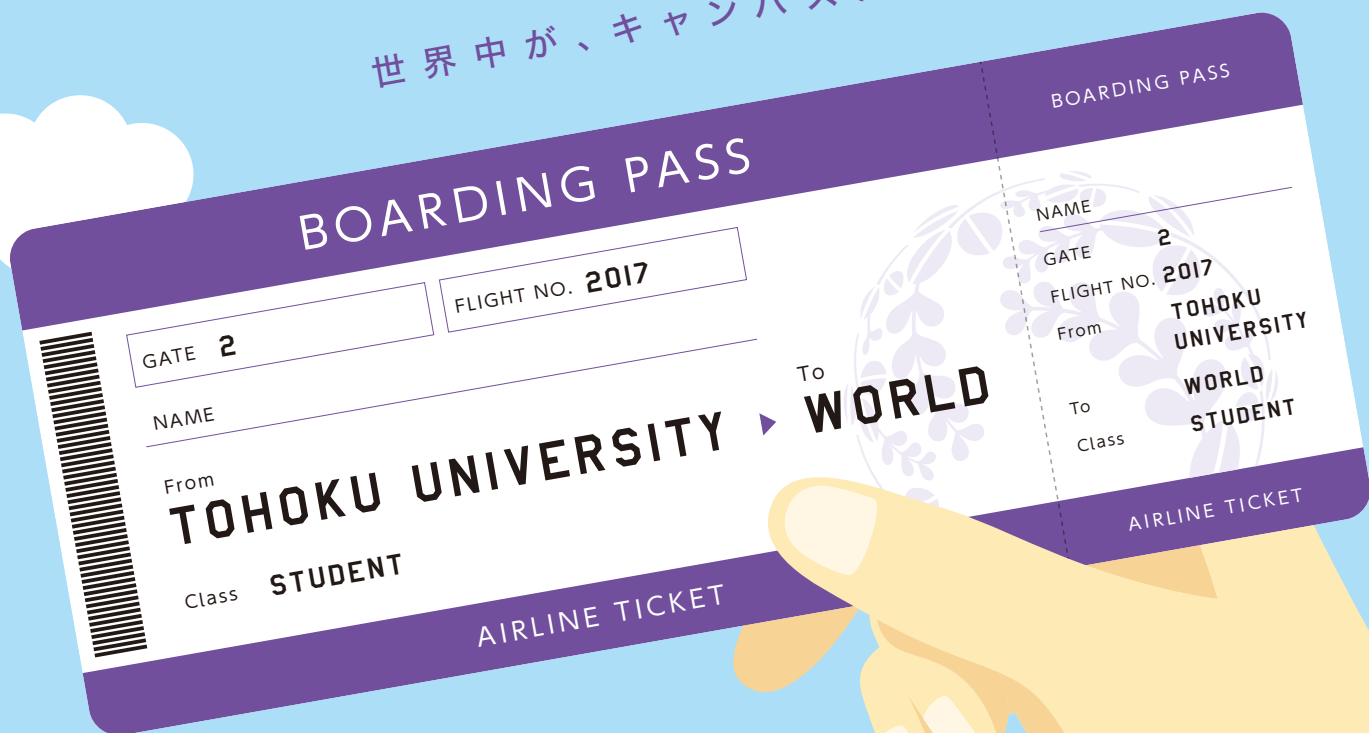 世界中が、キャンパス
BOARDING PASS
GATE 2
FLIGHT NO. 2017
NAME
From
TOHOKU UNIVERSITY
To
WORLD
Class STUDENT
AIRLINE TICKET
BOARDING PASS
NAME
GATE 2
FLIGHT NO. 2017
From TOHOKU
UNIVERSITY
To WORLD
Class STUDENT
AIRLINE TICKET